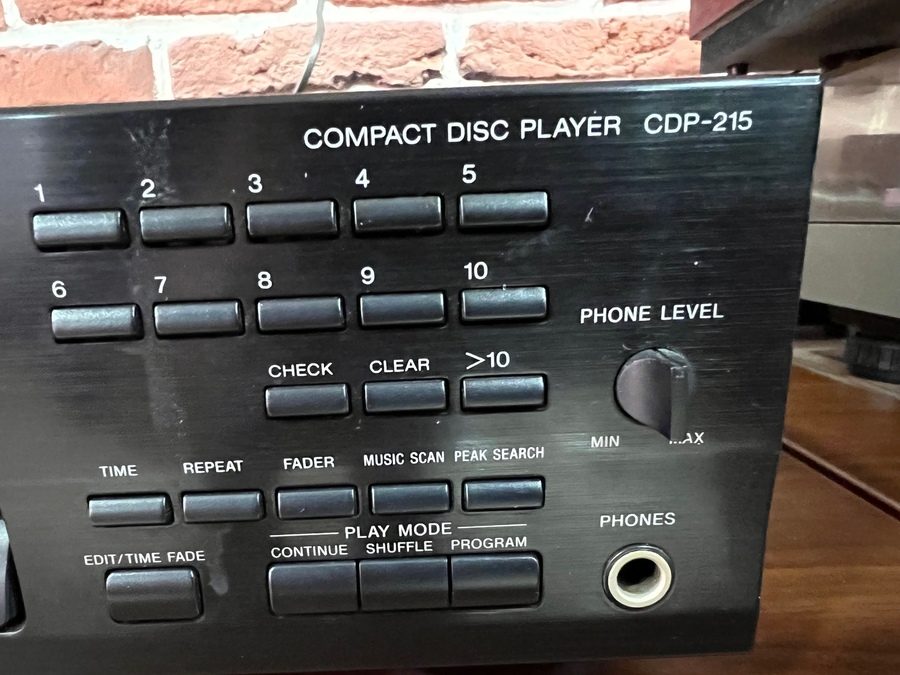 COMPACT DISC PLAYER CDP-215
1 2 3 4 5
6 7 8 9 10
PHONE LEVEL
CHECK CLEAR >10
MIN
TIME REPEAT FADER MUSIC SCAN PEAK SEARCH
PLAY MODE
PHONES
EDIT/TIME FADE CONTINUE SHUFFLE PROGRAM